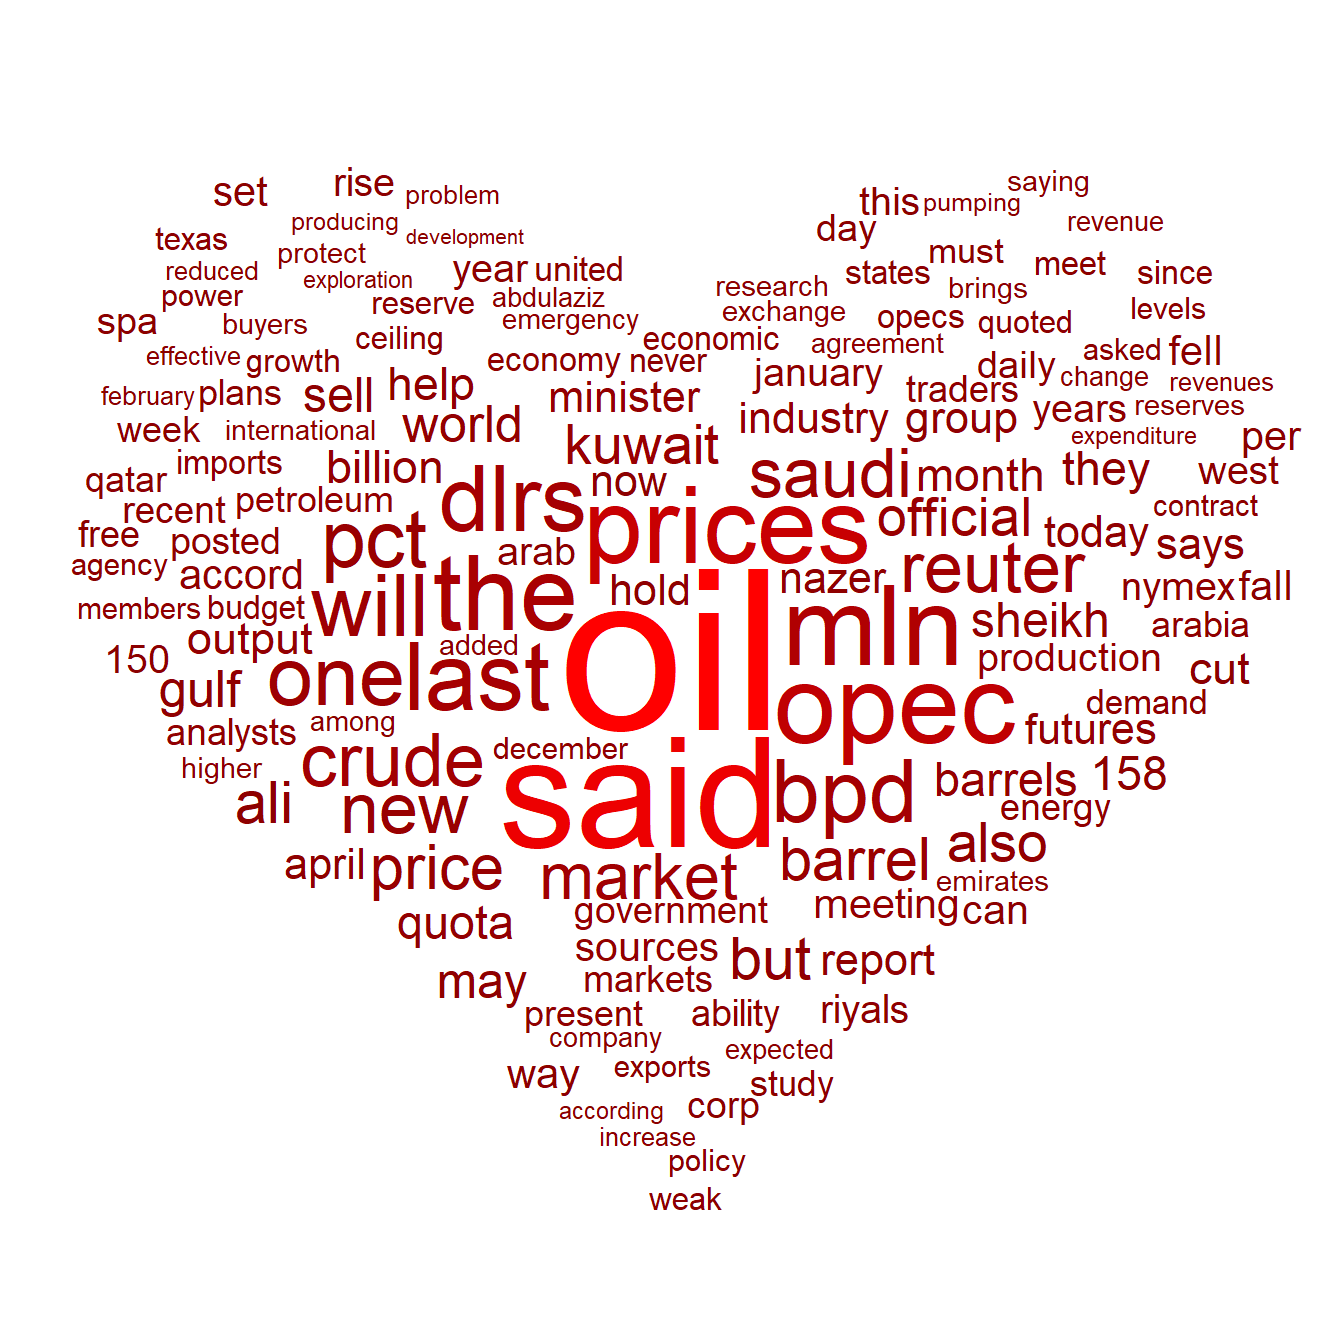 set rise problem this saying
producing pumping
texas development day revenue
protect must
reduced exploration year united states meet since
power reserve abdulaziz research brings
spa buyers emergency exchange opecs quoted levels
effective growth ceiling economy never economic agreement daily asked fell
february plans sell help minister january traders change revenues
week international world kuwait industry group years reserves
qatar imports billion now saudi month they expenditure per
recent petroleum dlrs prices official west
free posted pct arab today contract
agency accord will the hold nazer reuter says
members budget oil mln sheikh nymex fall
150 output added production arabia
gulf one last opec demand cut
analysts among december futures
higher crude said bpd barrels 158
ali new energy
april price market barrel also
quota government meeting emirates can
sources but report
may markets
present ability riyals
company expected
way exports study
according corp
increase
policy
weak